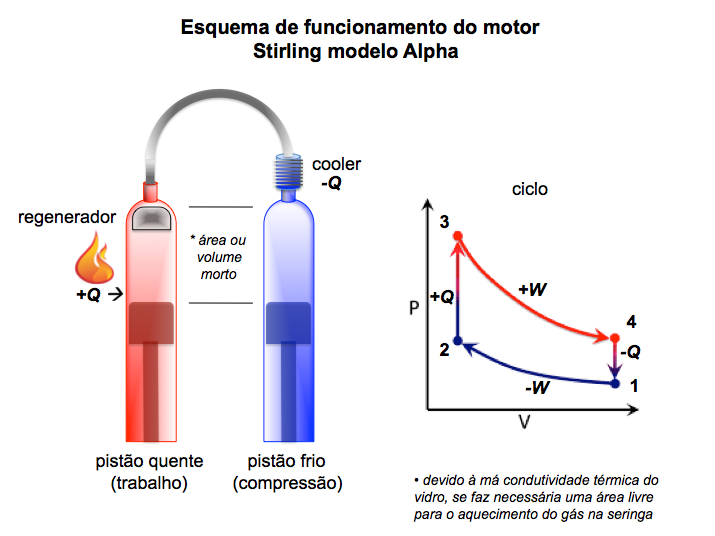 Esquema de funcionamento do motor
Stirling modelo Alpha
cooler
-Q
regenerador
* área ou
volume
morto
+Q →
pistão quente
(trabalho)
pistão frio
(compressão)
ciclo
3
+W
P
+Q
4
2
-Q
-W
1
V
• devido à má condutividade térmica do
vidro, se faz necessária uma área livre
para o aquecimento do gás na seringa